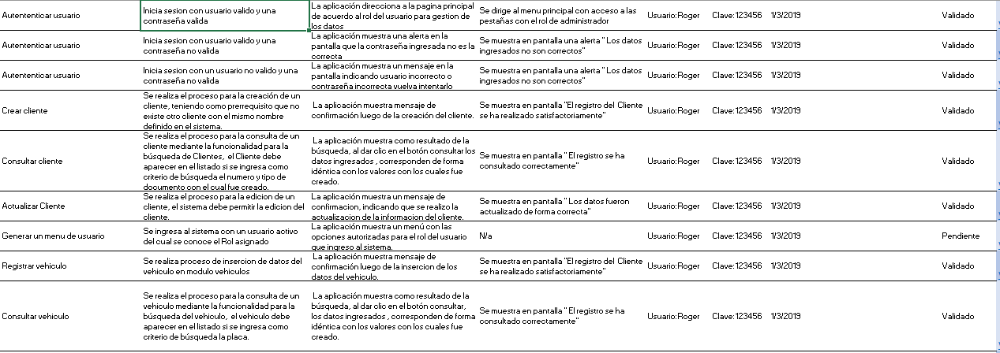 Autententicar usuario
Inicia sesion con usuario valido y una
contraseña valida
La aplicación direcciona a la pagina principal
de acuerdo al rol del usuario para gestion de
los datos
Se dirige al menu principal con acceso a las
pestañas con el rol de administrador
Usuario:Roger
Clave:123456
1/3/2019
Validado
Autententicar usuario
Inicia sesion con usuario valido y una
contraseña no valida
La aplicación muestra una alerta en la
pantalla que la contraseña ingresada no es la
correcta
Se muestra en pantalla una alerta " Los datos
ingresados no son correctos"
Usuario:Roger
Clave:123456
1/3/2019
Validado
Autententicar usuario
Inicia sesion con un usuario no valido y una
contraseña no valida
La aplicación muestra un mensaje en la
pantalla indicando usuario incorrecto o
contraseña incorrecta vuelva intentarlo
Se muestra en pantalla una alerta " Los datos
ingresados no son correctos"
Usuario:Roger
Clave:123456
1/3/2019
Validado
Crear cliente
Se realiza el proceso para la creación de un
cliente, teniendo como prerrequisito que no
existe otro cliente con el mismo nombre
definido en el sistema.
La aplicación muestra mensaje de
confirmación luego de la creación del cliente.
Se muestra en pantalla "El registro del Cliente
se ha realizado satisfactoriamente"
Usuario:Roger
Clave:123456
1/3/2019
Validado
Consultar cliente
Se realiza el proceso para la consulta de un
cliente mediante la funcionalidad para la
búsqueda de Clientes, el Cliente debe
aparecer en el listado si se ingresa como
criterio de búsqueda el numero y tipo de
documento con el cual fue creado.
La aplicación muestra como resultado de la
búsqueda, al dar clic en el botón consultar los
datos ingresados , corresponden de forma
idéntica con los valores con los cuales fue
creado.
Se muestra en pantalla " El registro se ha
consultado correctamente"
Usuario:Roger
Clave:123456
1/3/2019
Validado
Actualizar Cliente
Se realiza el proceso para la edicion de un
cliente, el sistema debe permitir la edicion del
cliente.
La aplicación muestra un mensaje de
confirmacion, indicando que se realizo la
actualizacion de la informacion del cliente.
Se muestra en pantalla " Los datos fueron
actualizado de forma correcta"
Usuario:Roger
Clave:123456
1/3/2019
Validado
Generar un menu de usuario
Se ingresa al sistema con un usuario activo
del cual se conoce el Rol asignado
La aplicación muestra un menú con las
opciones autorizadas para el rol del usuario
que ingreso al sistema.
N/a
Usuario:Roger
Clave:123456
1/3/2019
Pendiente
Registrar vehiculo
Se realiza proceso de insercion de datos del
vehiculo en modulo vehiculos
La aplicación muestra mensaje de
confirmación luego de la insercion de los
datos del vehiculo.
Se muestra en pantalla "El registro del Cliente
se ha realizado satisfactoriamente"
Usuario:Roger
Clave:123456
1/3/2019
Validado
Consultar vehiculo
Se realiza el proceso para la consulta de un
vehiculo mediante la funcionalidad para la
búsqueda del vehiculo, el vehiculo debe
aparecer en el listado si se ingresa como
criterio de búsqueda la placa.
La aplicación muestra como resultado de la
búsqueda, al dar clic en el botón consultar,
los datos ingresados , corresponden de forma
idéntica con los valores con los cuales fue
creado.
Se muestra en pantalla " El registro se ha
consultado correctamente"
Usuario:Roger
Clave:123456
1/3/2019
Validado